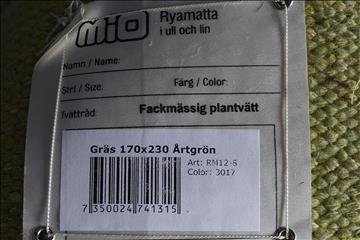 mio Ryamatta
i ull och lin
Namn / Name:
Strl / Size: Färg / Color:
Tvättråd: Fackmässig plantvätt
Gräs 170x230 Ärtgrön
Art: RM12-8
Color: 3017
7 350024 741315